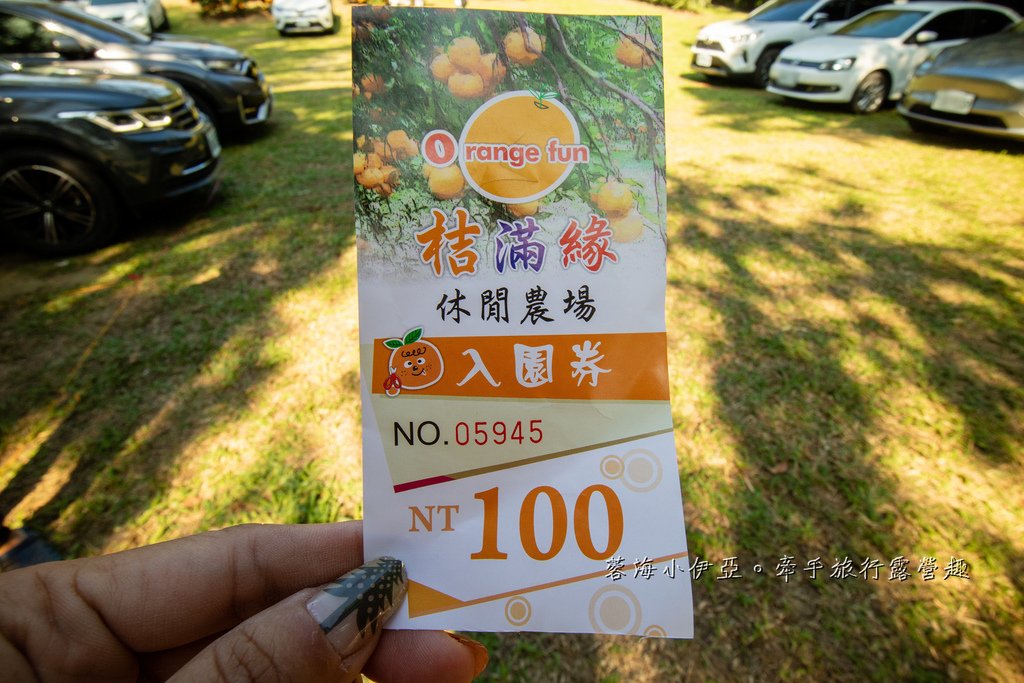 Orange fun
桔滿緣
休閒農場
入園券
NO.05945
NT 100
蓉海小伊亞。牽手旅行露營趣